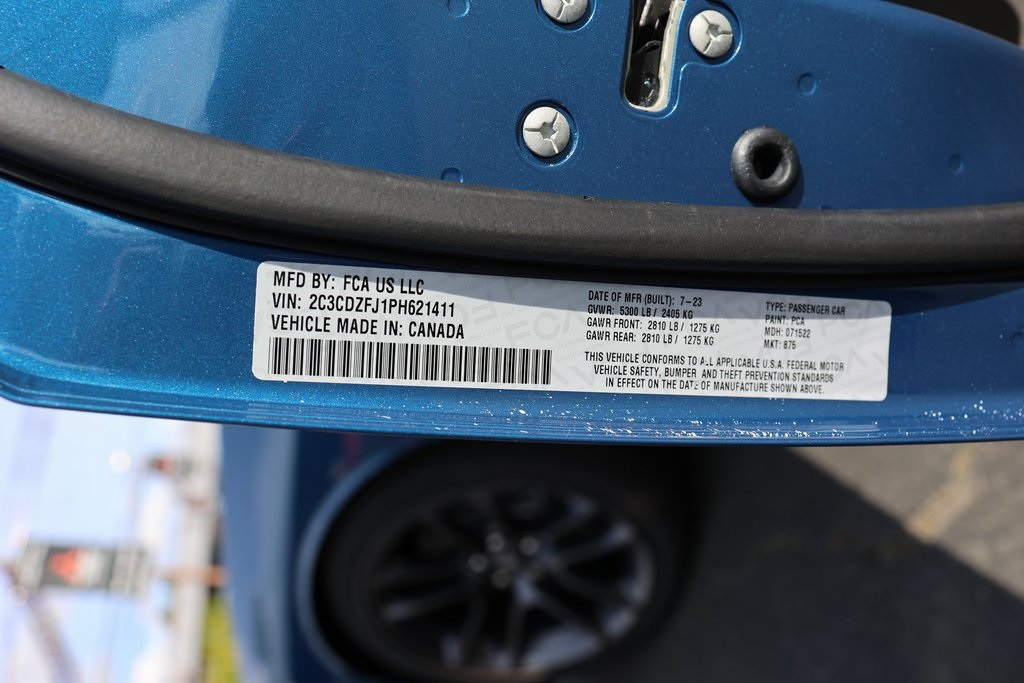 MFD BY: FCA US LLC
VIN: 2C3CDZFJ1PH621411
VEHICLE MADE IN: CANADA
DATE OF MFR (BUILT): 7-23
GVWR: 5300 LB / 2405 KG
GAWR FRONT: 2810 LB / 1275 KG
GAWR REAR: 2810 LB / 1275 KG
TYPE: PASSENGER CAR
PAINT: PCA
MDH: 071522
MKT: 875
THIS VEHICLE CONFORMS TO ALL APPLICABLE U.S.A. FEDERAL MOTOR
VEHICLE SAFETY, BUMPER AND THEFT PREVENTION STANDARDS
IN EFFECT ON THE DATE OF MANUFACTURE SHOWN ABOVE.